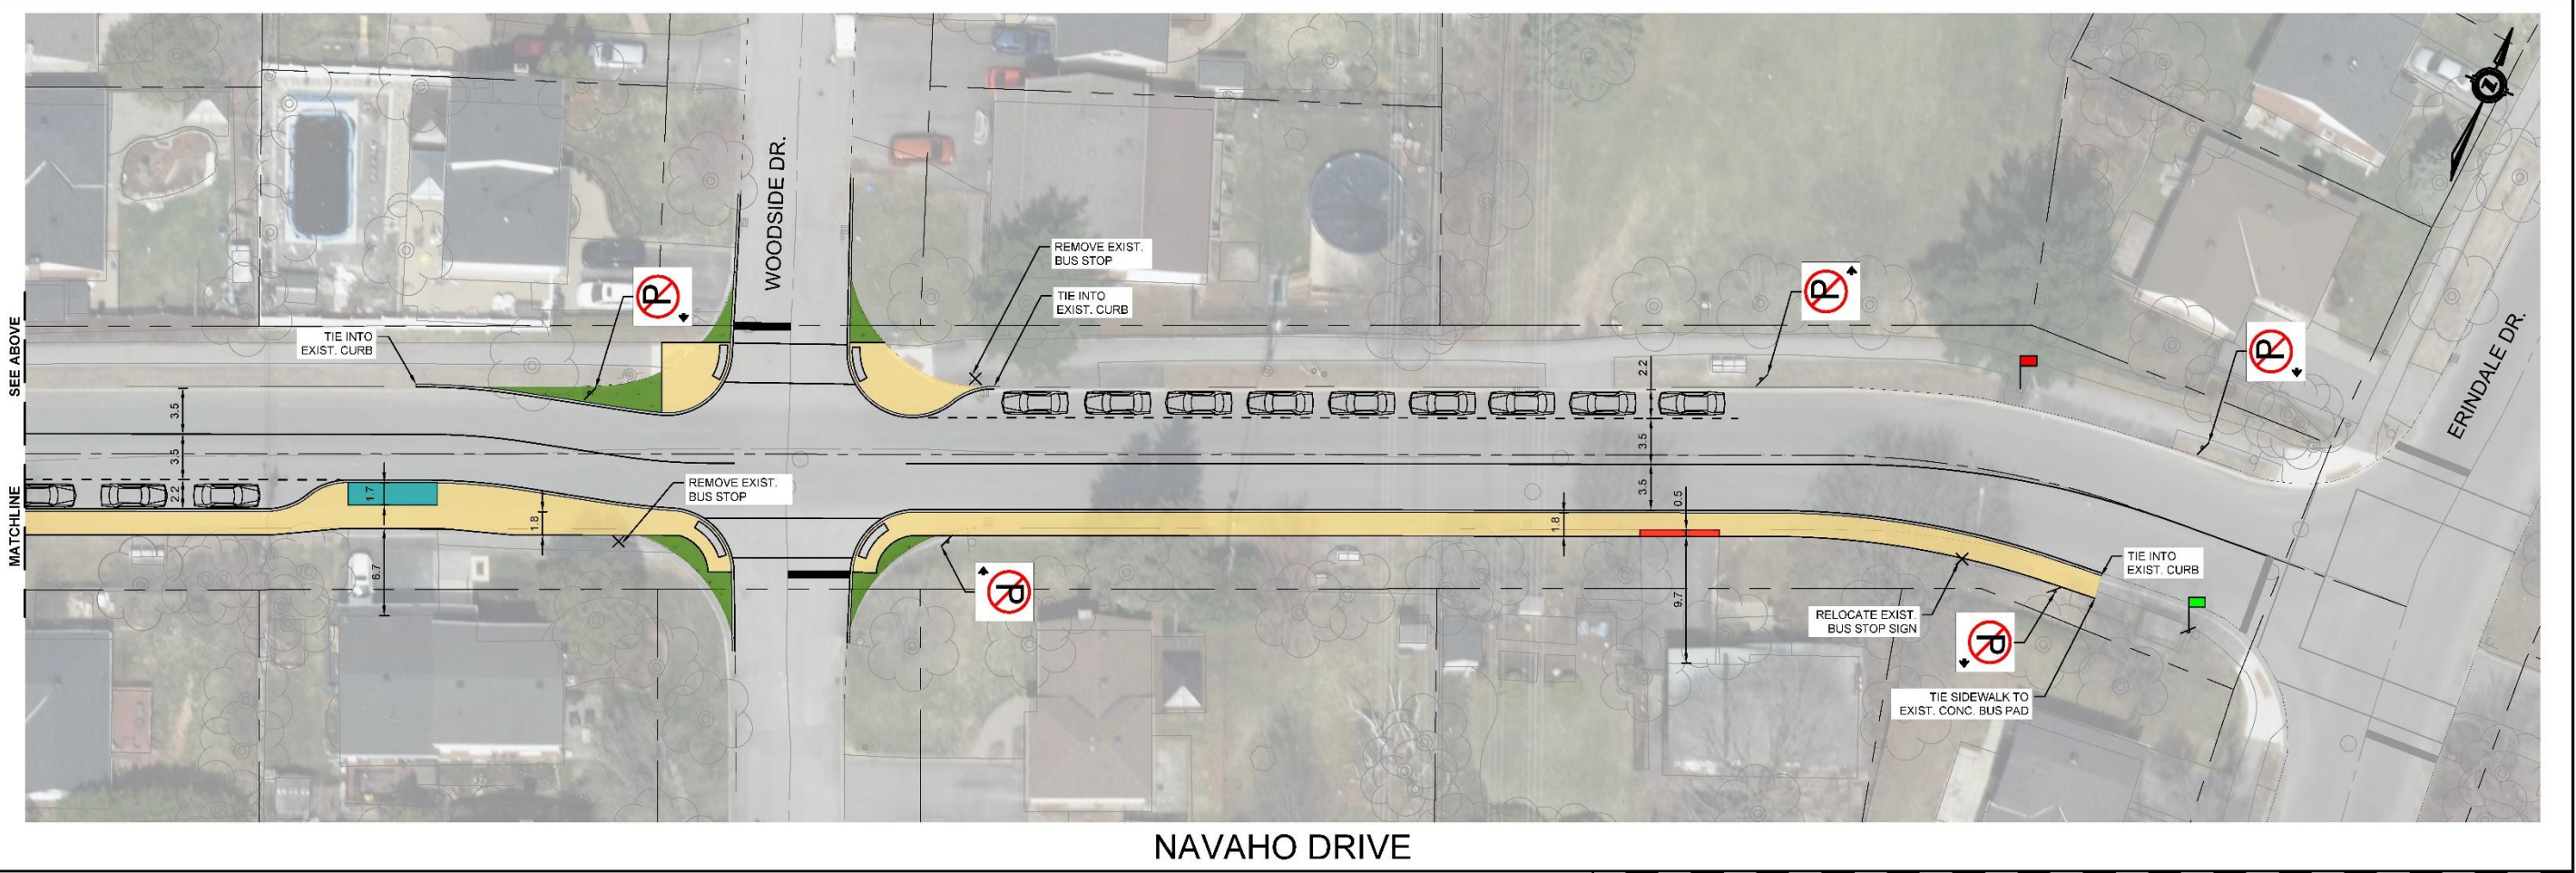 WOODSIDE DR.
REMOVE EXIST.
BUS STOP
TIE INTO
EXIST. CURB
P
P
P
TIE INTO
EXIST. CURB
SEE ABOVE
MATCHLINE
ERINDALE DR.
3.5
3.5
2.2
1.7
6.7
1.8
REMOVE EXIST.
BUS STOP
2.2
3.5
3.5
0.5
1.8
9.7
P
TIE INTO
EXIST. CURB
RELOCATE EXIST.
BUS STOP SIGN
P
TIE SIDEWALK TO
EXIST. CONC. BUS PAD
Z
NAVAHO DRIVE